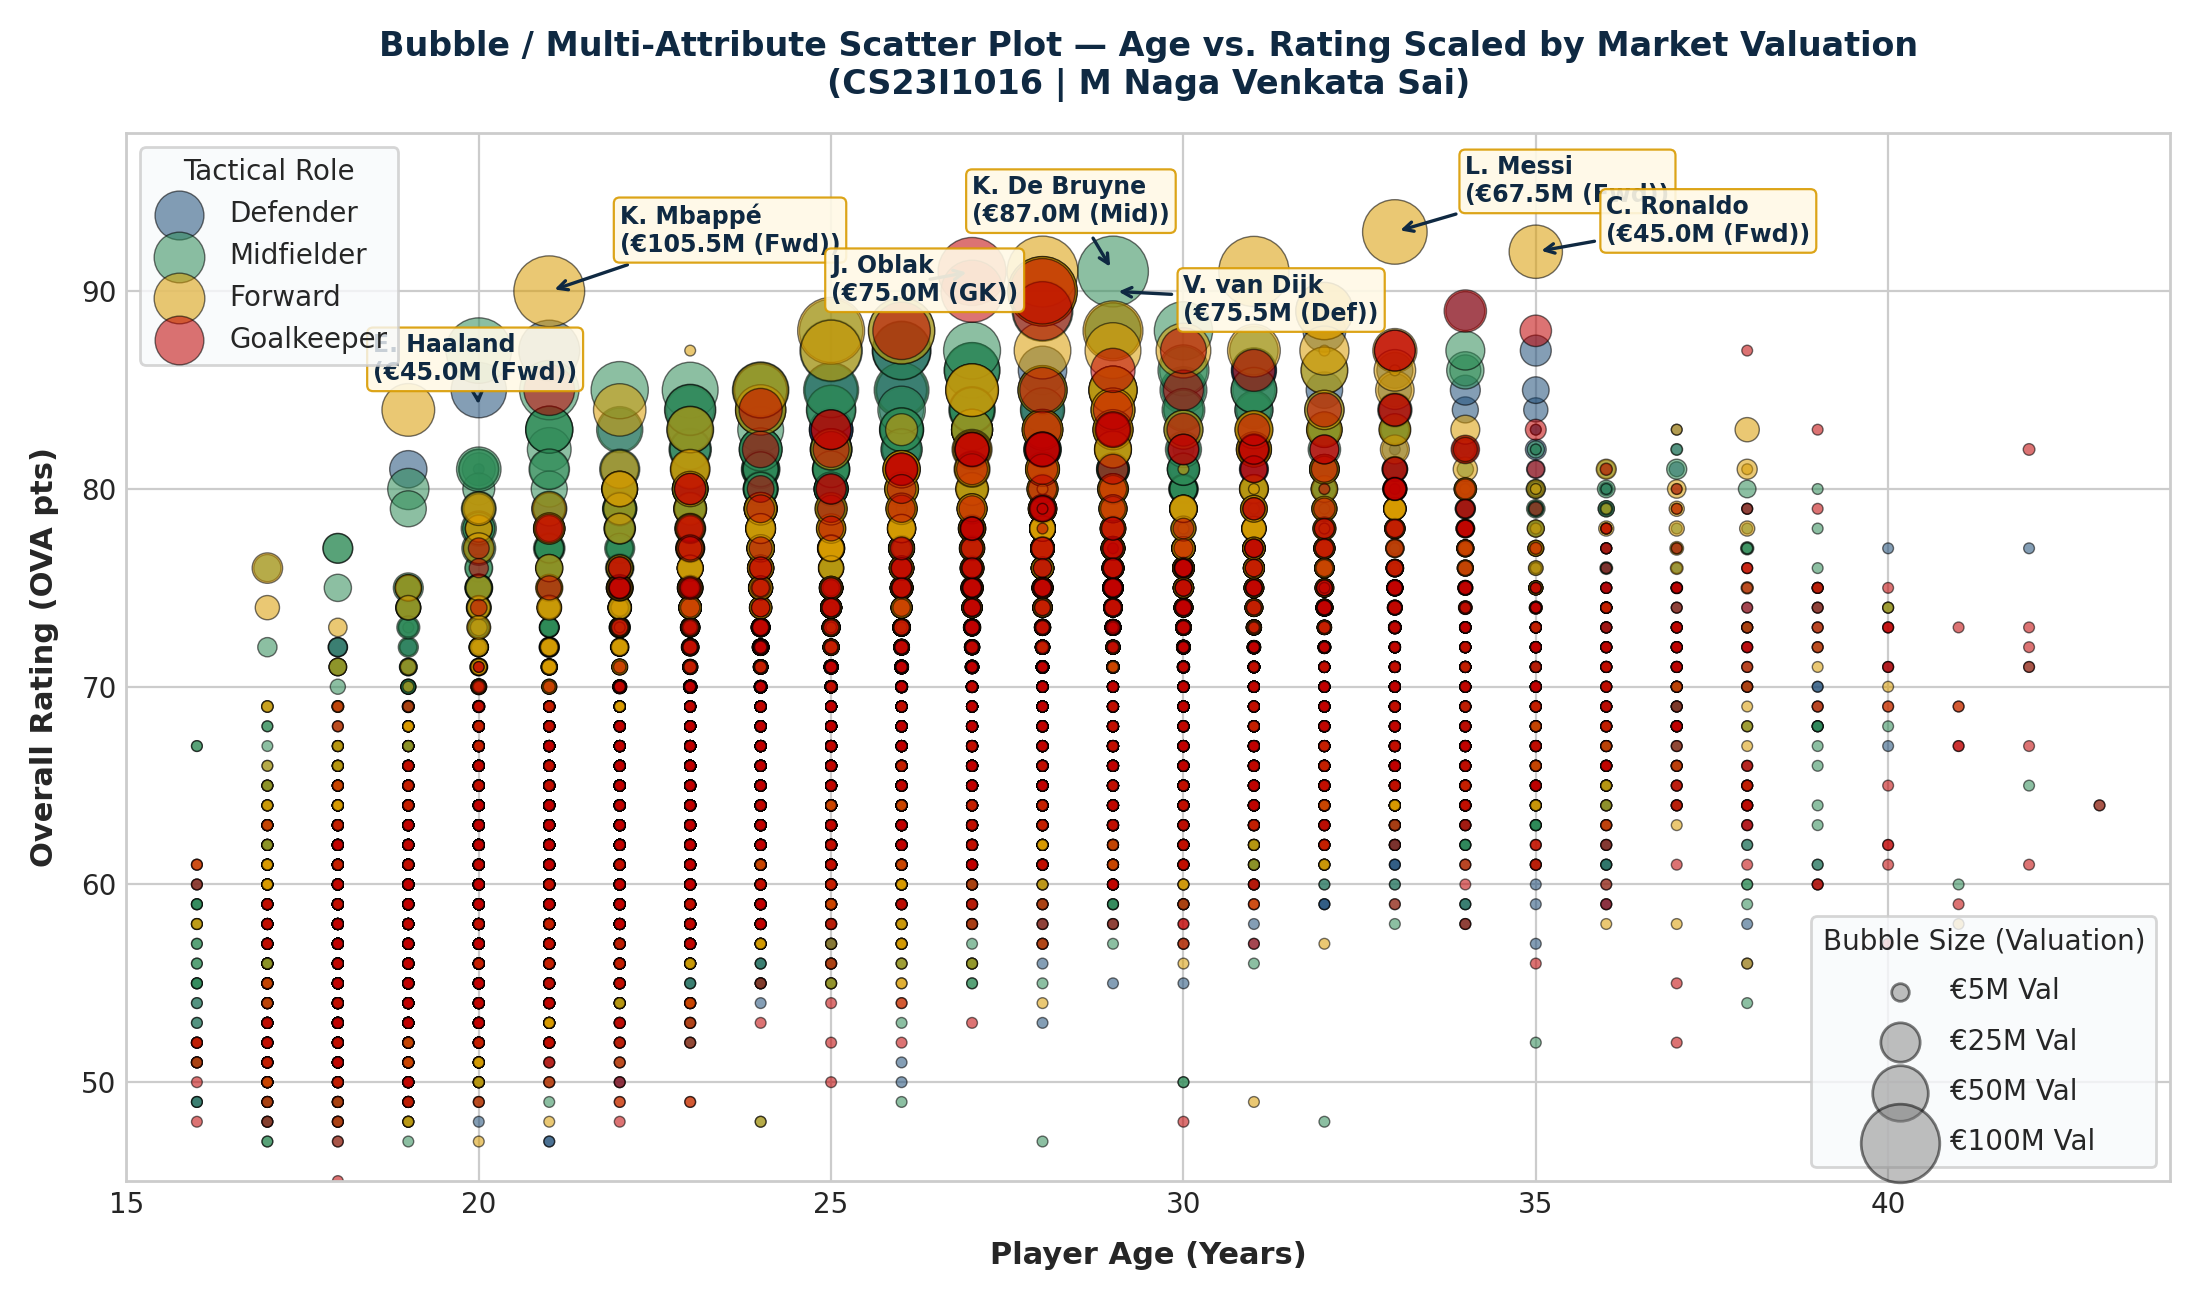 Bubble / Multi-Attribute Scatter Plot — Age vs. Rating Scaled by Market Valuation
(CS23I1016 | M Naga Venkata Sai)
Tactical Role
Defender
Midfielder
Forward
Goalkeeper
E. Haaland
(€45.0M (Fwd))
K. Mbappé
(€105.5M (Fwd))
J. Oblak
(€75.0M (GK))
K. De Bruyne
(€87.0M (Mid))
V. van Dijk
(€75.5M (Def))
L. Messi
(€67.5M (Fwd))
C. Ronaldo
(€45.0M (Fwd))
Overall Rating (OVA pts)
90
80
70
60
50
15
20
25
30
35
40
Player Age (Years)
Bubble Size (Valuation)
€5M Val
€25M Val
€50M Val
€100M Val